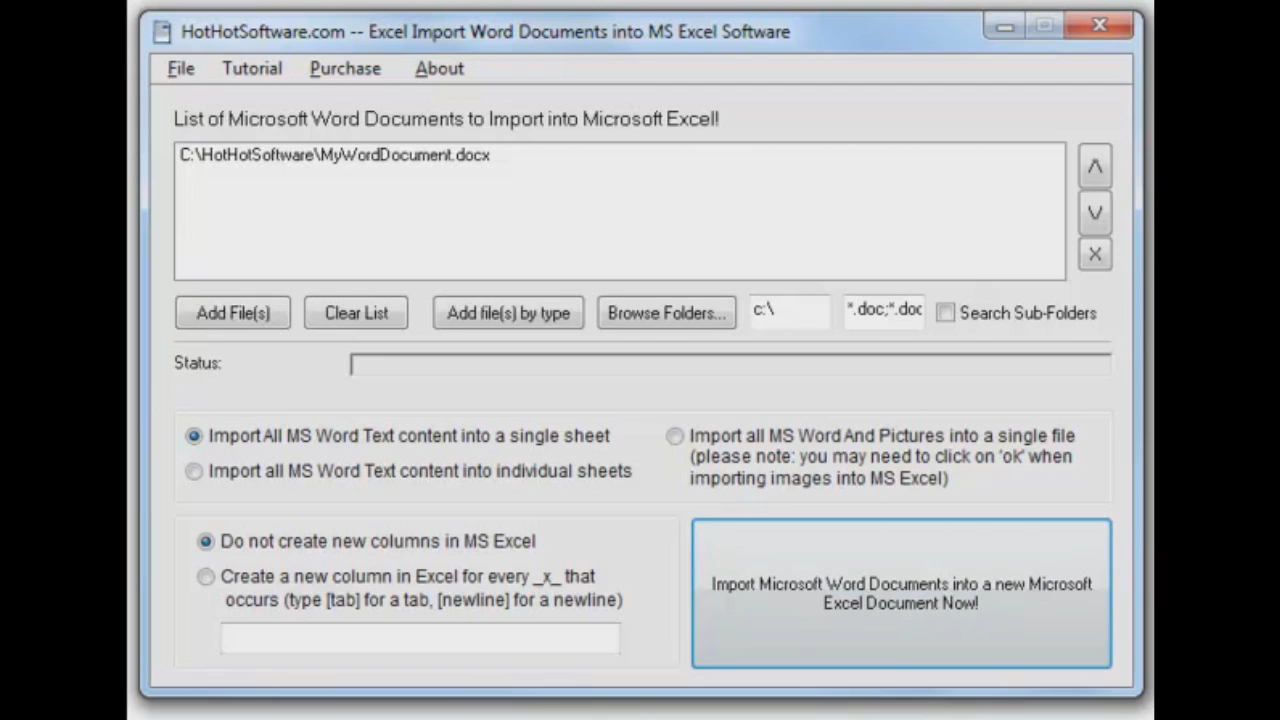 HotHotSoftware.com -- Excel Import Word Documents into MS Excel Software
File Tutorial Purchase About
List of Microsoft Word Documents to Import into Microsoft Excel!
C:\HotHotSoftware\MyWordDocument.docx
Λ
V
X
Add File(s) Clear List Add file(s) by type Browse Folders... c:\ *.doc;*.doc Search Sub-Folders
Status:
Import All MS Word Text content into a single sheet
Import all MS Word Text content into individual sheets
Import all MS Word And Pictures into a single file
(please note: you may need to click on 'ok' when
importing images into MS Excel)
Do not create new columns in MS Excel
Create a new column in Excel for every _x_ that
occurs (type [tab] for a tab, [newline] for a newline)
Import Microsoft Word Documents into a new Microsoft
Excel Document Now!